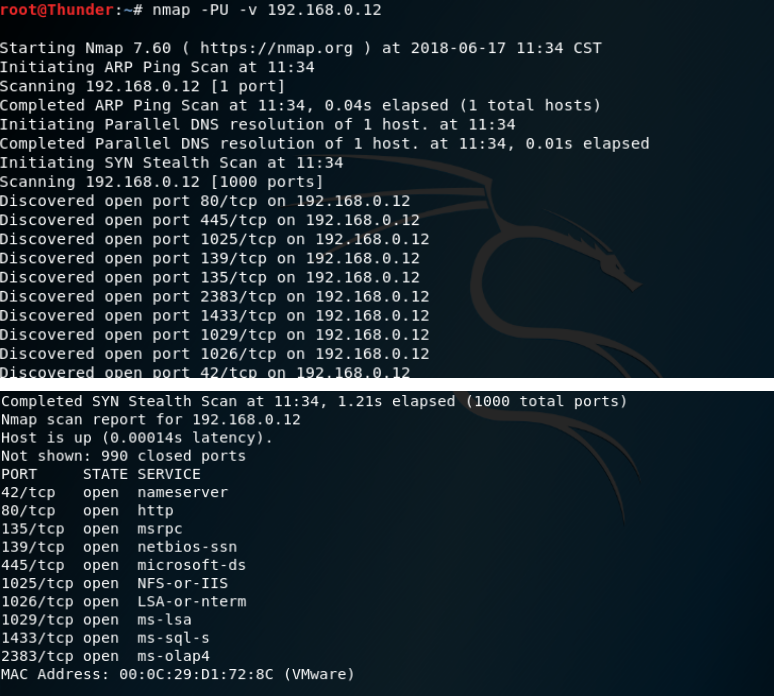 root@Thunder:~# nmap -PU -v 192.168.0.12
Starting Nmap 7.60 ( https://nmap.org ) at 2018-06-17 11:34 CST
Initiating ARP Ping Scan at 11:34
Scanning 192.168.0.12 [1 port]
Completed ARP Ping Scan at 11:34, 0.04s elapsed (1 total hosts)
Initiating Parallel DNS resolution of 1 host. at 11:34
Completed Parallel DNS resolution of 1 host. at 11:34, 0.01s elapsed
Initiating SYN Stealth Scan at 11:34
Scanning 192.168.0.12 [1000 ports]
Discovered open port 80/tcp on 192.168.0.12
Discovered open port 445/tcp on 192.168.0.12
Discovered open port 1025/tcp on 192.168.0.12
Discovered open port 139/tcp on 192.168.0.12
Discovered open port 135/tcp on 192.168.0.12
Discovered open port 2383/tcp on 192.168.0.12
Discovered open port 1433/tcp on 192.168.0.12
Discovered open port 1029/tcp on 192.168.0.12
Discovered open port 1026/tcp on 192.168.0.12
Discovered open port 42/tcp on 192.168.0.12
Completed SYN Stealth Scan at 11:34, 1.21s elapsed (1000 total ports)
Nmap scan report for 192.168.0.12
Host is up (0.00014s latency).
Not shown: 990 closed ports
PORT     STATE SERVICE
42/tcp   open  nameserver
80/tcp   open  http
135/tcp  open  msrpc
139/tcp  open  netbios-ssn
445/tcp  open  microsoft-ds
1025/tcp open  NFS-or-IIS
1026/tcp open  LSA-or-nterm
1029/tcp open  ms-lsa
1433/tcp open  ms-sql-s
2383/tcp open  ms-olap4
MAC Address: 00:0C:29:D1:72:8C (VMware)